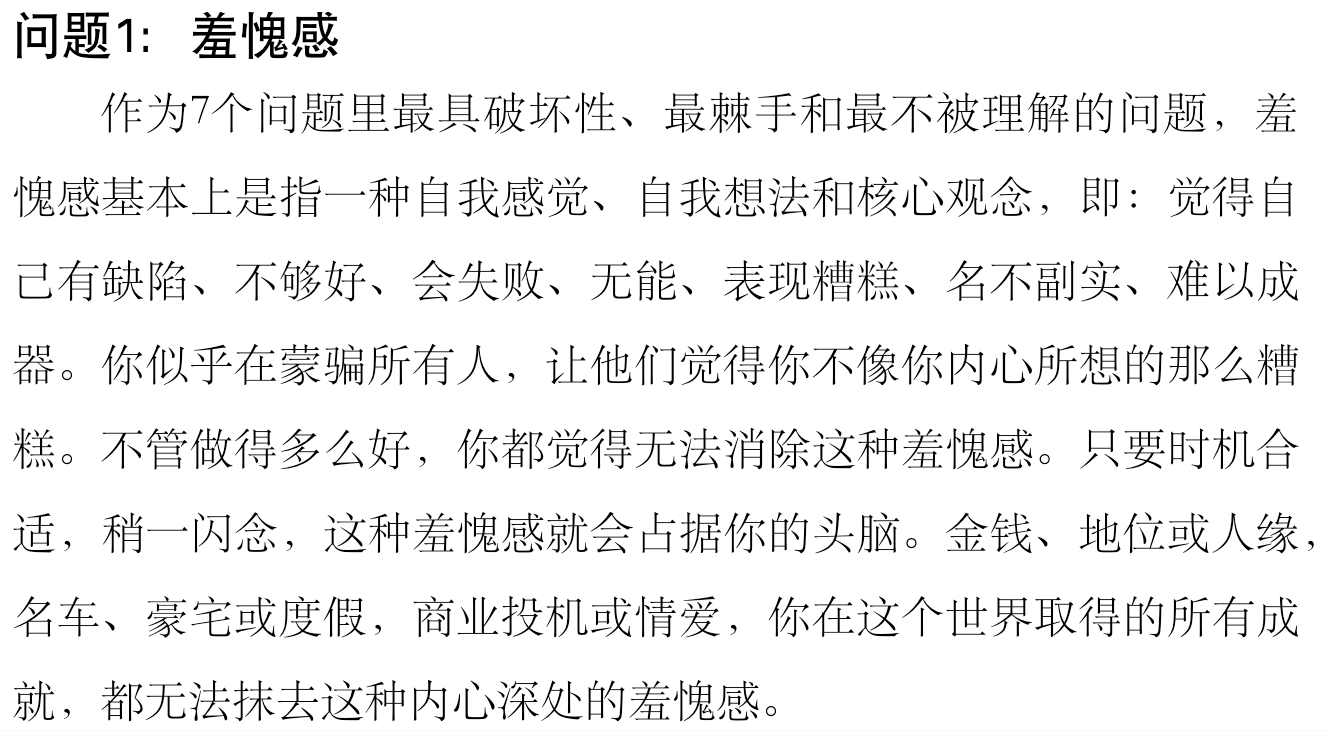 问题1：羞愧感
作为7个问题里最具破坏性、最棘手和最不被理解的问题，羞
愧感基本上是指一种自我感觉、自我想法和核心观念，即：觉得自
己有缺陷、不够好、会失败、无能、表现糟糕、名不副实、难以成
器。你似乎在蒙骗所有人，让他们觉得你不像你内心所想的那么糟
糕。不管做得多么好，你都觉得无法消除这种羞愧感。只要时机合
适，稍一闪念，这种羞愧感就会占据你的头脑。金钱、地位或人缘，
名车、豪宅或度假，商业投机或情爱，你在这个世界取得的所有成
就，都无法抹去这种内心深处的羞愧感。